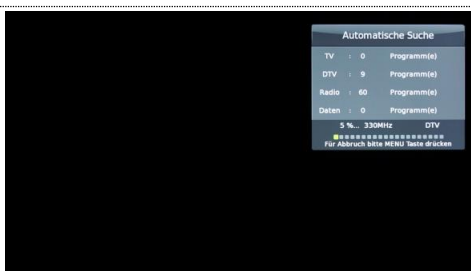 Automatische Suche
TV : 0 Programm(e)
DTV : 9 Programm(e)
Radio : 60 Programm(e)
Daten : 0 Programm(e)
5 %... 330MHz DTV
Für Abbruch bitte MENU Taste drücken